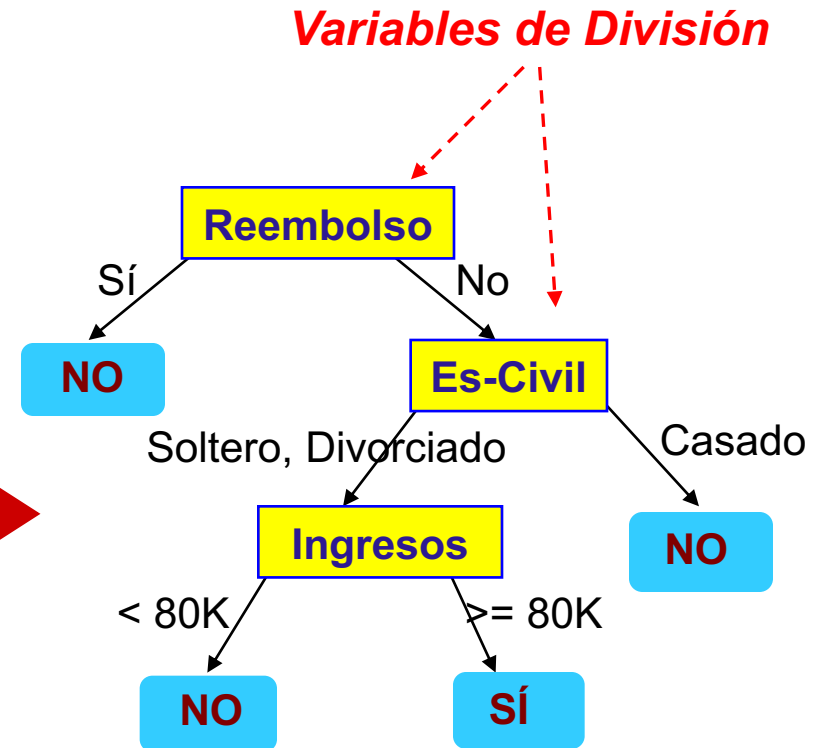 Variables de División
Reembolso
Sí
No
NO
Es-Civil
Soltero, Divorciado
Casado
Ingresos
NO
< 80K
>= 80K
NO
SÍ